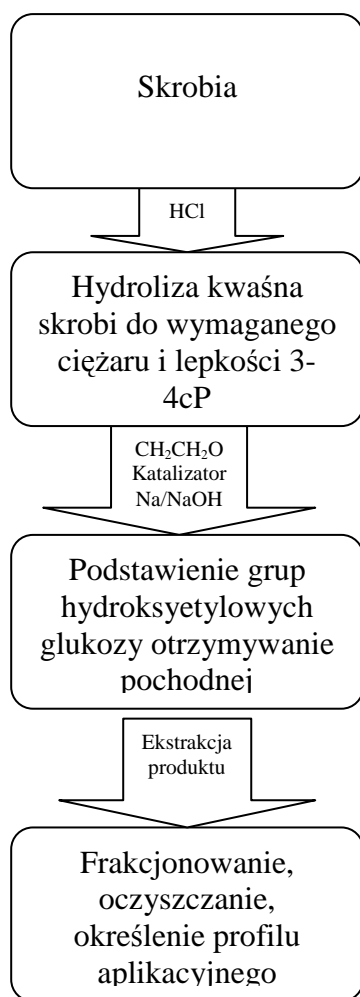 Skrobia
HCl
Hydroliza kwaśna
skrobi do wymaganego
ciężaru i lepkości 3-
4cP
CH₂CH₂O
Katalizator
Na/NaOH
Podstawienie grup
hydroksyetylowych
glukozy otrzymywanie
pochodnej
Ekstrakcja
produktu
Frakcjonowanie,
oczyszczanie,
określenie profilu
aplikacyjnego